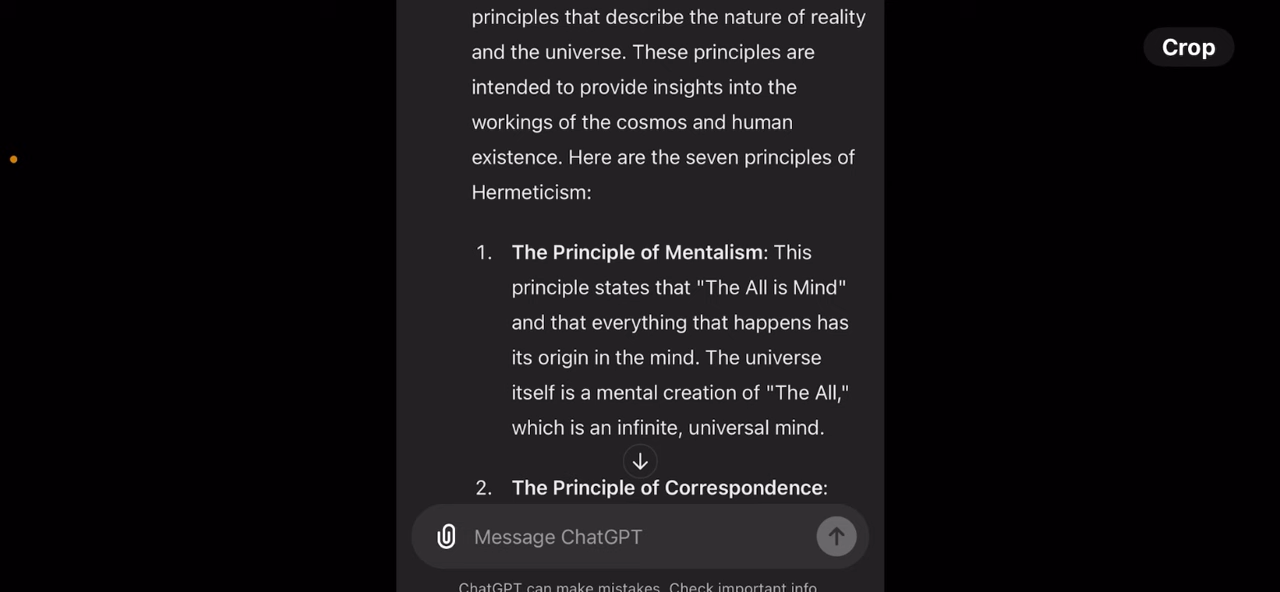 principles that describe the nature of reality
and the universe. These principles are
intended to provide insights into the
workings of the cosmos and human
existence. Here are the seven principles of
Hermeticism:
1. The Principle of Mentalism: This
principle states that "The All is Mind"
and that everything that happens has
its origin in the mind. The universe
itself is a mental creation of "The All,"
which is an infinite, universal mind.
2. The Principle of Correspondence:
Message ChatGPT
ChatGPT can make mistakes. Check important info.
Crop